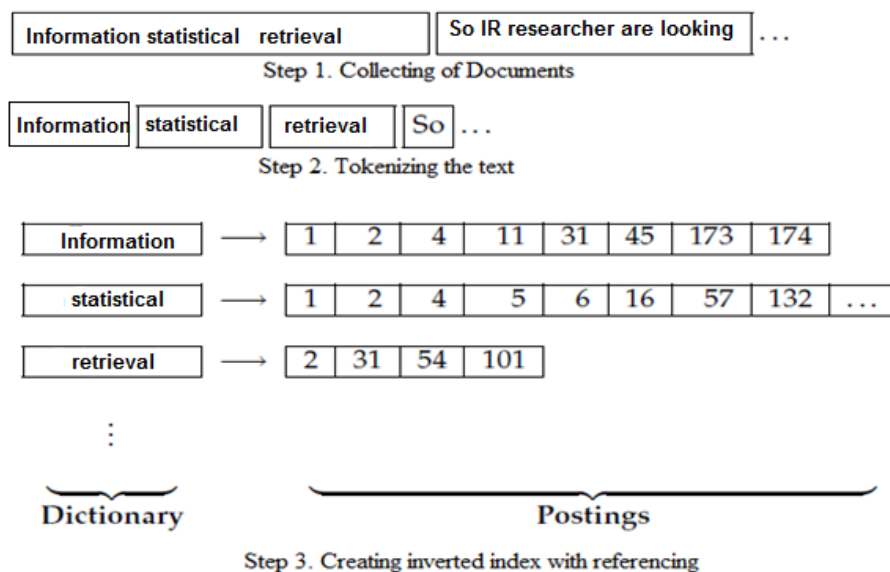 Information statistical retrieval So IR researcher are looking ...
Step 1. Collecting of Documents
Information statistical retrieval So ...
Step 2. Tokenizing the text
Information → 1 2 4 11 31 45 173 174
statistical → 1 2 4 5 6 16 57 132 ...
retrieval → 2 31 54 101
⋮
Dictionary Postings
Step 3. Creating inverted index with referencing